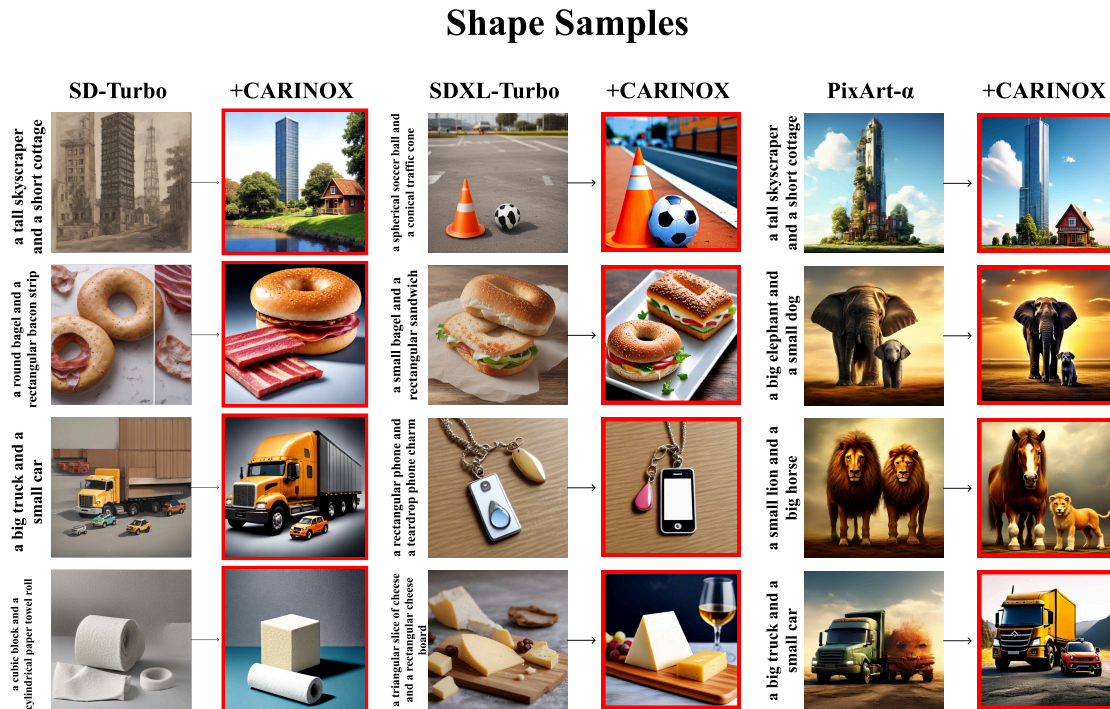 Shape Samples
SD-Turbo
+CARINOX
SDXL-Turbo
+CARINOX
PixArt-α
+CARINOX
a tall skyscraper
and a short cottage
a spherical soccer ball and
a conical traffic cone
a tall skyscraper
and a short cottage
a round bagel and a
rectangular bacon strip
a small bagel and a
rectangular sandwich
a big elephant and
a small dog
a big truck and a
small car
a rectangular phone and
a teardrop phone charm
a small lion and a
big horse
a cubic block and a
cylindrical paper towel roll
a triangular slice of cheese
and a rectangular cheese
board
a big truck and a
small car